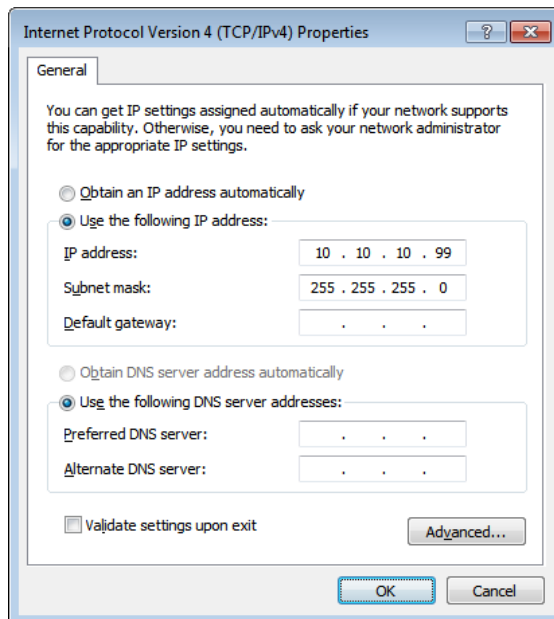 Internet Protocol Version 4 (TCP/IPv4) Properties
?
General
You can get IP settings assigned automatically if your network supports
this capability. Otherwise, you need to ask your network administrator
for the appropriate IP settings.
Obtain an IP address automatically
Use the following IP address:
IP address: 10 . 10 . 10 . 99
Subnet mask: 255 . 255 . 255 . 0
Default gateway: . . .
Obtain DNS server address automatically
Use the following DNS server addresses:
Preferred DNS server: . . .
Alternate DNS server: . . .
Validate settings upon exit
Advanced...
OK Cancel